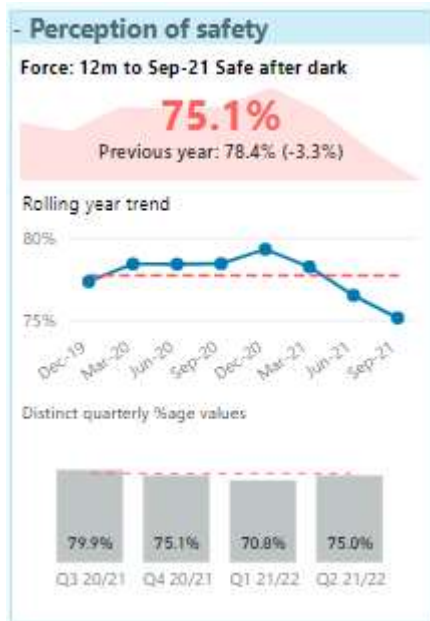 - Perception of safety
Force: 12m to Sep-21 Safe after dark
75.1%
Previous year: 78.4% (-3.3%)
Rolling year trend
80%
75%
Dec-19 Mar-20 Jun-20 Sep-20 Dec-20 Mar-21 Jun-21 Sep-21
Distinct quarterly %age values
79.9% 75.1% 70.8% 75.0%
Q3 20/21 Q4 20/21 Q1 21/22 Q2 21/22